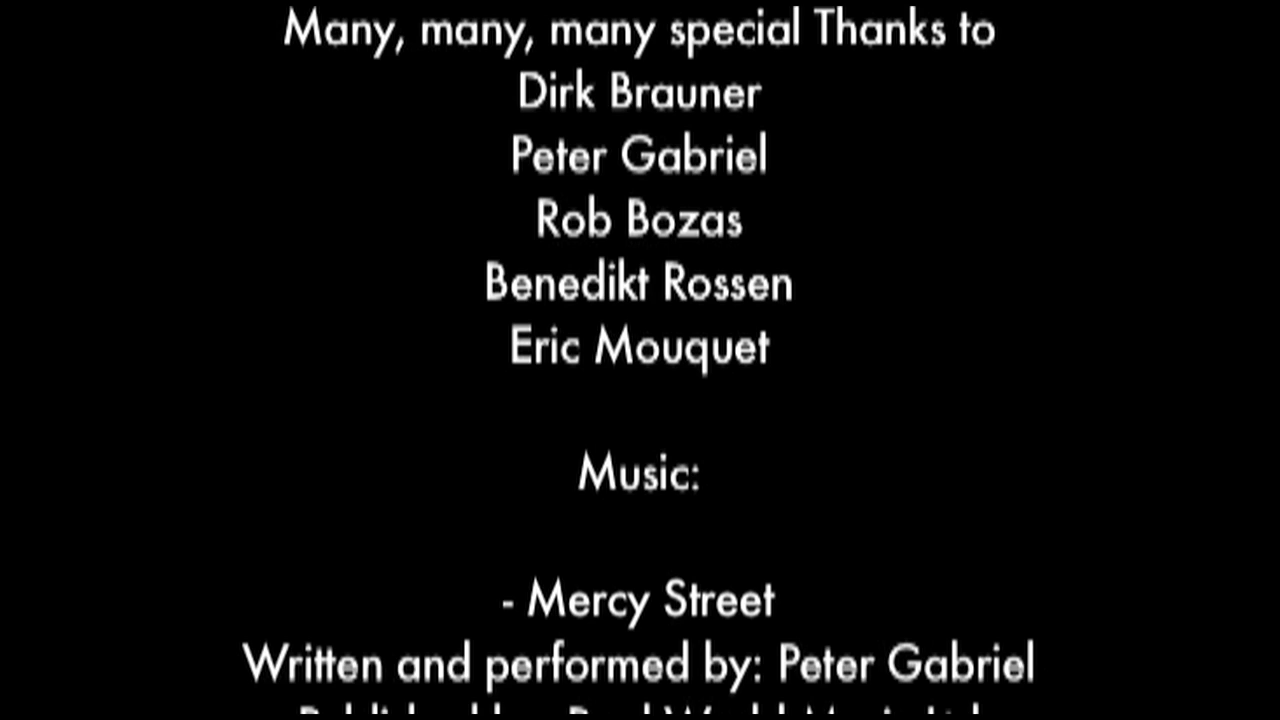 Many, many, many special Thanks to
Dirk Brauner
Peter Gabriel
Rob Bozas
Benedikt Rossen
Eric Mouquet
Music:
- Mercy Street
Written and performed by: Peter Gabriel